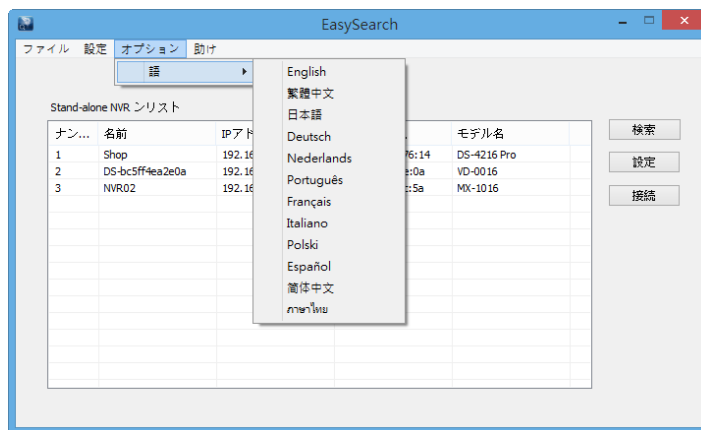 EasySearch
ファイル 設定 オプション 助け
語
English
繁體中文
日本語
Deutsch
Nederlands
Português
Français
Italiano
Polski
Español
简体中文
ภาษาไทย
Stand-alone NVR ンリスト
ナン... 名前 IPアド モデル名
1 Shop 192.16 76:14 DS-4216 Pro
2 DS-bc5ff4ea2e0a 192.16 e:0a VD-0016
3 NVR02 192.16 c:5a MX-1016
検索
設定
接続